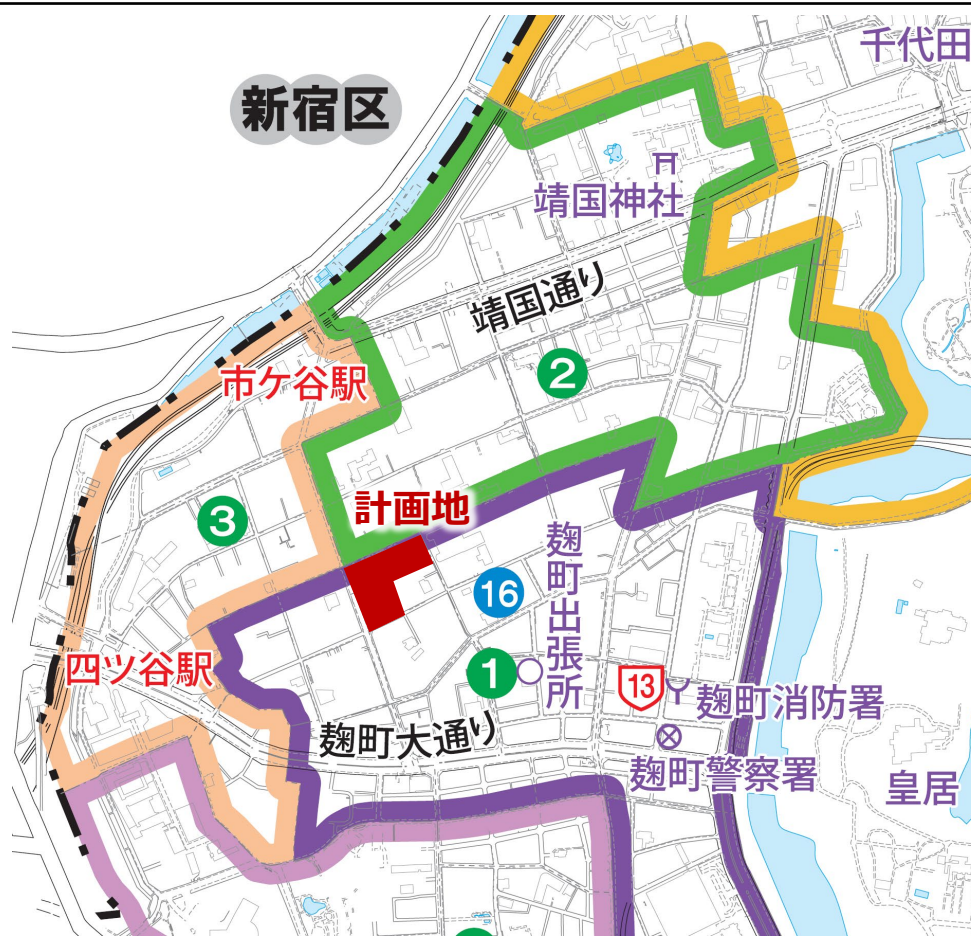 千代田
新宿区
靖国神社
靖国通り
市ケ谷駅
2
3
計画地
麹町出張所
16
四ツ谷駅
1
13
麹町消防署
麹町大通り
麹町警察署
皇居